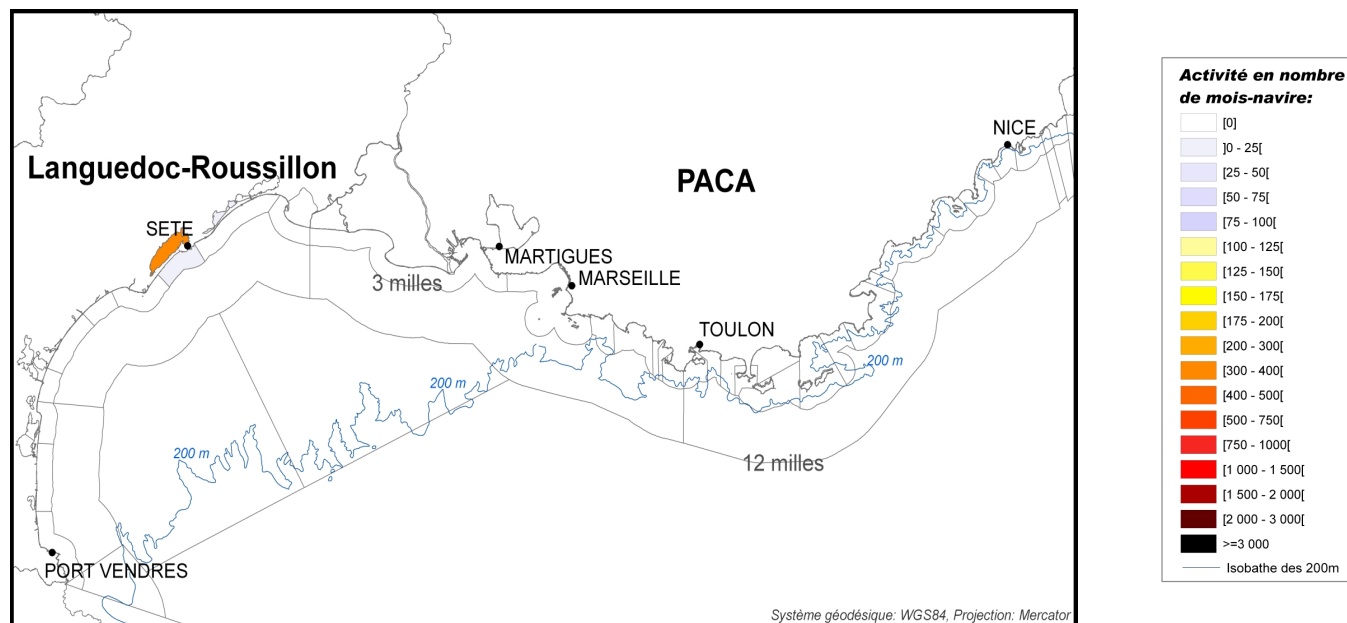 Languedoc-Roussillon
PACA
NICE
SETE
MARTIGUES
MARSEILLE
3 milles
TOULON
200 m
200 m
200 m
12 milles
PORT VENDRES
Système géodésique: WGS84, Projection: Mercator
Activité en nombre
de mois-navire:
[0]
]0 - 25[
[25 - 50[
[50 - 75[
[75 - 100[
[100 - 125[
[125 - 150[
[150 - 175[
[175 - 200[
[200 - 300[
[300 - 400[
[400 - 500[
[500 - 750[
[750 - 1000[
[1 000 - 1 500[
[1 500 - 2 000[
[2 000 - 3 000[
>=3 000
Isobathe des 200m